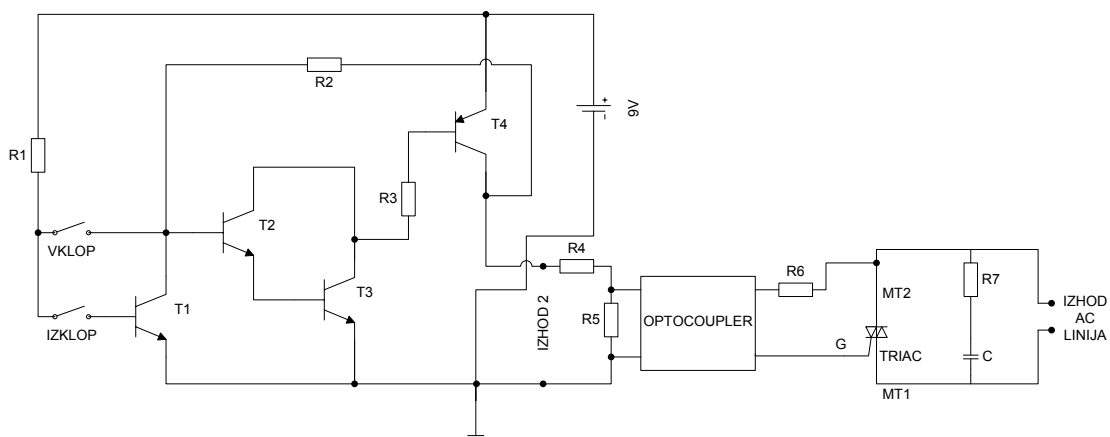 R2
T4
+
-
9V
R1
R3
T2
VKLOP
T3
T1
IZKLOP
R4
R5
IZHOD 2
OPTOCOUPLER
R6
MT2
R7
G
TRIAC
C
MT1
IZHOD
AC
LINIJA